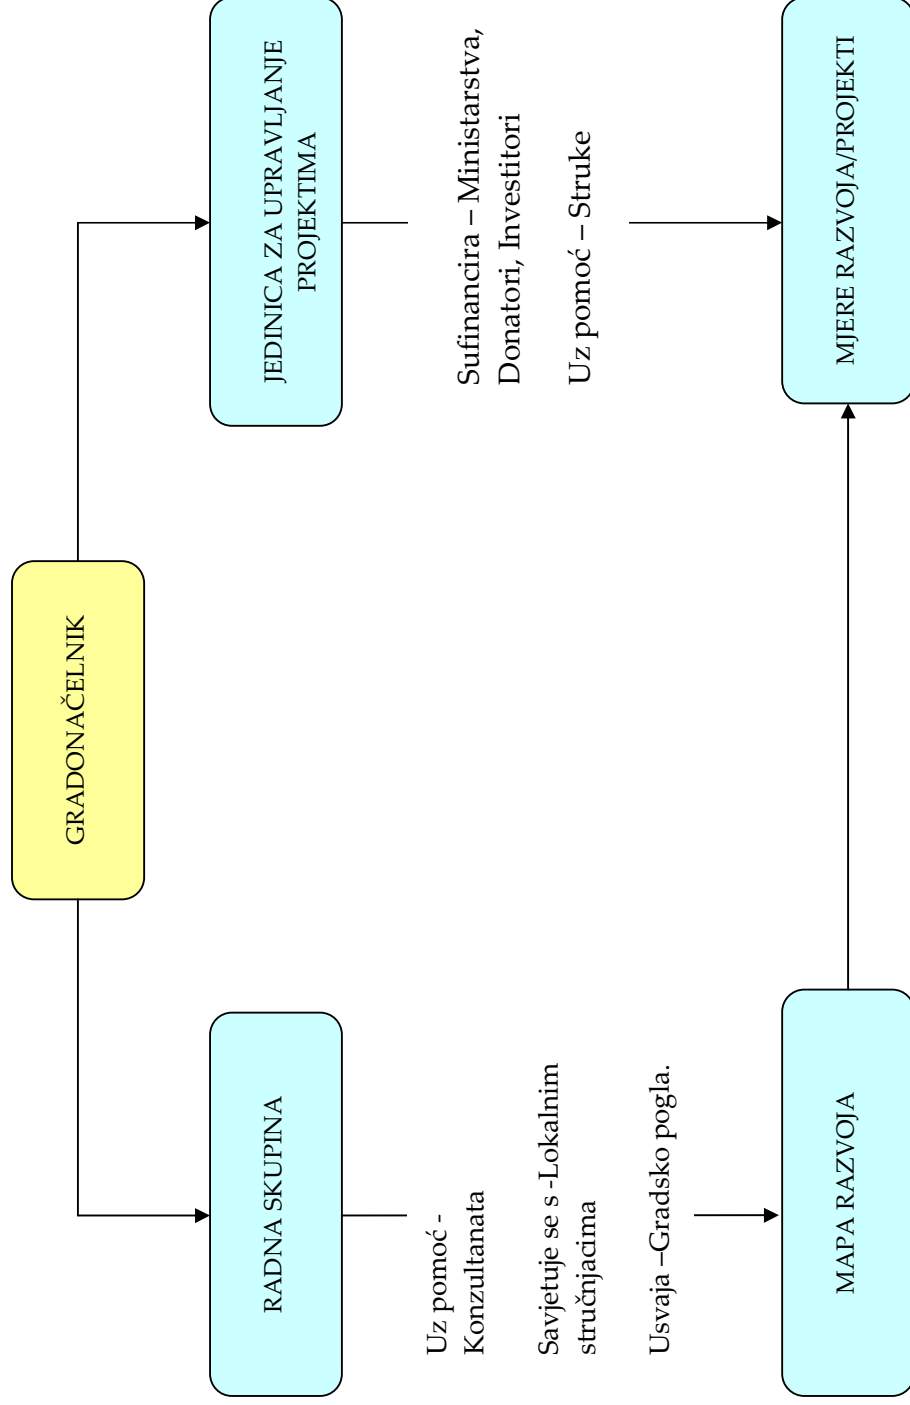 GRADONAČELNIK
RADNA SKUPINA
JEDINICA ZA UPRAVLJANJE
PROJEKTIMA
Uz pomoć -
Konzultanata
Savjetuje se s -Lokalnim
stručnjacima
Usvaja –Gradsko pogla.
Sufinancira – Ministarstva,
Donatori, Investitori
Uz pomoć – Struke
MAPA RAZVOJA
MJERE RAZVOJA/PROJEKTI